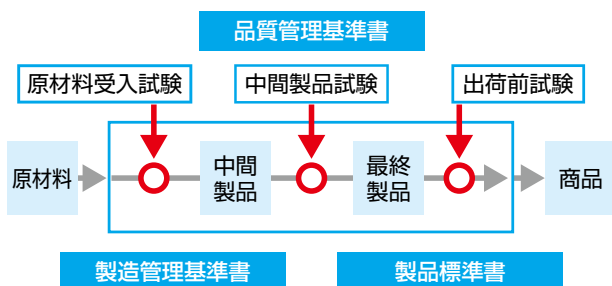 品質管理基準書
原材料受入試験
中間製品試験
出荷前試験
原材料
中間
製品
最終
製品
商品
製造管理基準書
製品標準書